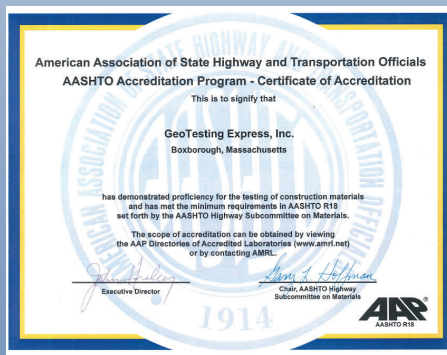 American Association of State Highway and Transportation Officials
AASHTO Accreditation Program - Certificate of Accreditation
This is to signify that
GeoTesting Express, Inc.
Boxborough, Massachusetts
has demonstrated proficiency for the testing of construction materials
and has met the minimum requirements in AASHTO R18
set forth by the AASHTO Highway Subcommittee on Materials.
The scope of accreditation can be obtained by viewing
the AAP Directories of Accredited Laboratories (www.amrl.net)
or by contacting AMRL.
Gary L. Hoffman
Executive Director
Chair, AASHTO Highway
Subcommittee on Materials
1914
AAP®
AASHTO R18